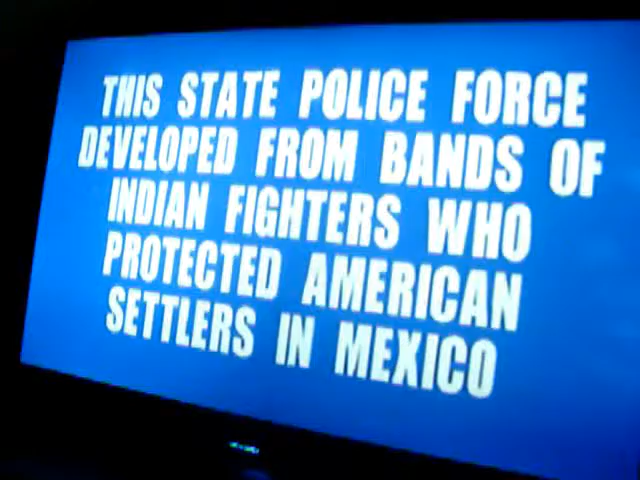 THIS STATE POLICE FORCE
DEVELOPED FROM BANDS OF
INDIAN FIGHTERS WHO
PROTECTED AMERICAN
SETTLERS IN MEXICO